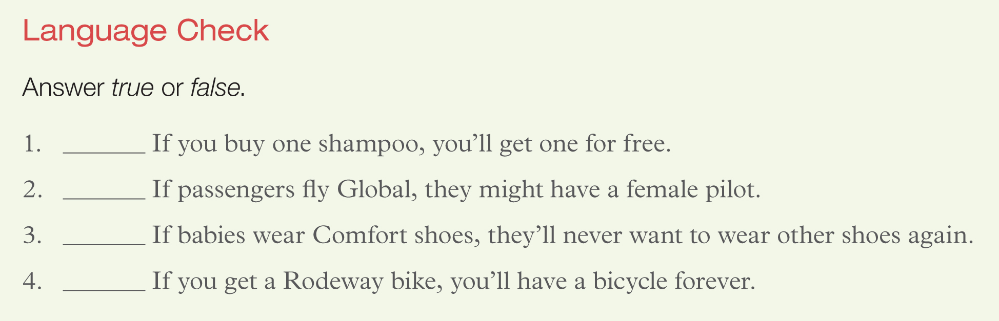 Language Check
Answer true or false.
1. _______ If you buy one shampoo, you’ll get one for free.
2. _______ If passengers fly Global, they might have a female pilot.
3. _______ If babies wear Comfort shoes, they’ll never want to wear other shoes again.
4. _______ If you get a Rodeway bike, you’ll have a bicycle forever.